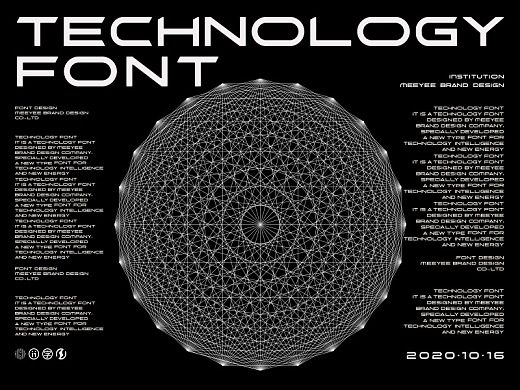 TECHNOLOGY
FONT
INSTITUTION
MEEYEE BRAND DESIGN
FONT DESIGN
MEEYEE BRAND DESIGN
CO·LTD
TECHNOLOGY FONT
IT IS A TECHNOLOGY FONT
DESIGNED BY MEEYEE
BRAND DESIGN COMPANY.
SPECIALLY DEVELOPED
A NEW TYPE FONT FOR
TECHNOLOGY INTELLIGENCE
AND NEW ENERGY
TECHNOLOGY FONT
IT IS A TECHNOLOGY FONT
DESIGNED BY MEEYEE
BRAND DESIGN COMPANY.
SPECIALLY DEVELOPED
A NEW TYPE FONT FOR
TECHNOLOGY INTELLIGENCE
AND NEW ENERGY
TECHNOLOGY FONT
IT IS A TECHNOLOGY FONT
DESIGNED BY MEEYEE
BRAND DESIGN COMPANY.
SPECIALLY DEVELOPED
A NEW TYPE FONT FOR
TECHNOLOGY INTELLIGENCE
AND NEW ENERGY
FONT DESIGN
MEEYEE BRAND DESIGN
CO·LTD
TECHNOLOGY FONT
IT IS A TECHNOLOGY FONT
DESIGNED BY MEEYEE
BRAND DESIGN COMPANY.
SPECIALLY DEVELOPED
A NEW TYPE FONT FOR
TECHNOLOGY INTELLIGENCE
AND NEW ENERGY
TECHNOLOGY FONT
IT IS A TECHNOLOGY FONT
DESIGNED BY MEEYEE
BRAND DESIGN COMPANY.
SPECIALLY DEVELOPED
A NEW TYPE FONT FOR
TECHNOLOGY INTELLIGENCE
AND NEW ENERGY
TECHNOLOGY FONT
IT IS A TECHNOLOGY FONT
DESIGNED BY MEEYEE
BRAND DESIGN COMPANY.
SPECIALLY DEVELOPED
A NEW TYPE FONT FOR
TECHNOLOGY INTELLIGENCE
AND NEW ENERGY
TECHNOLOGY FONT
IT IS A TECHNOLOGY FONT
DESIGNED BY MEEYEE
BRAND DESIGN COMPANY.
SPECIALLY DEVELOPED
A NEW TYPE FONT FOR
TECHNOLOGY INTELLIGENCE
AND NEW ENERGY
FONT DESIGN
MEEYEE BRAND DESIGN
CO·LTD
TECHNOLOGY FONT
IT IS A TECHNOLOGY FONT
DESIGNED BY MEEYEE
BRAND DESIGN COMPANY.
SPECIALLY DEVELOPED
A NEW TYPE FONT FOR
TECHNOLOGY INTELLIGENCE
AND NEW ENERGY
2020·10·16